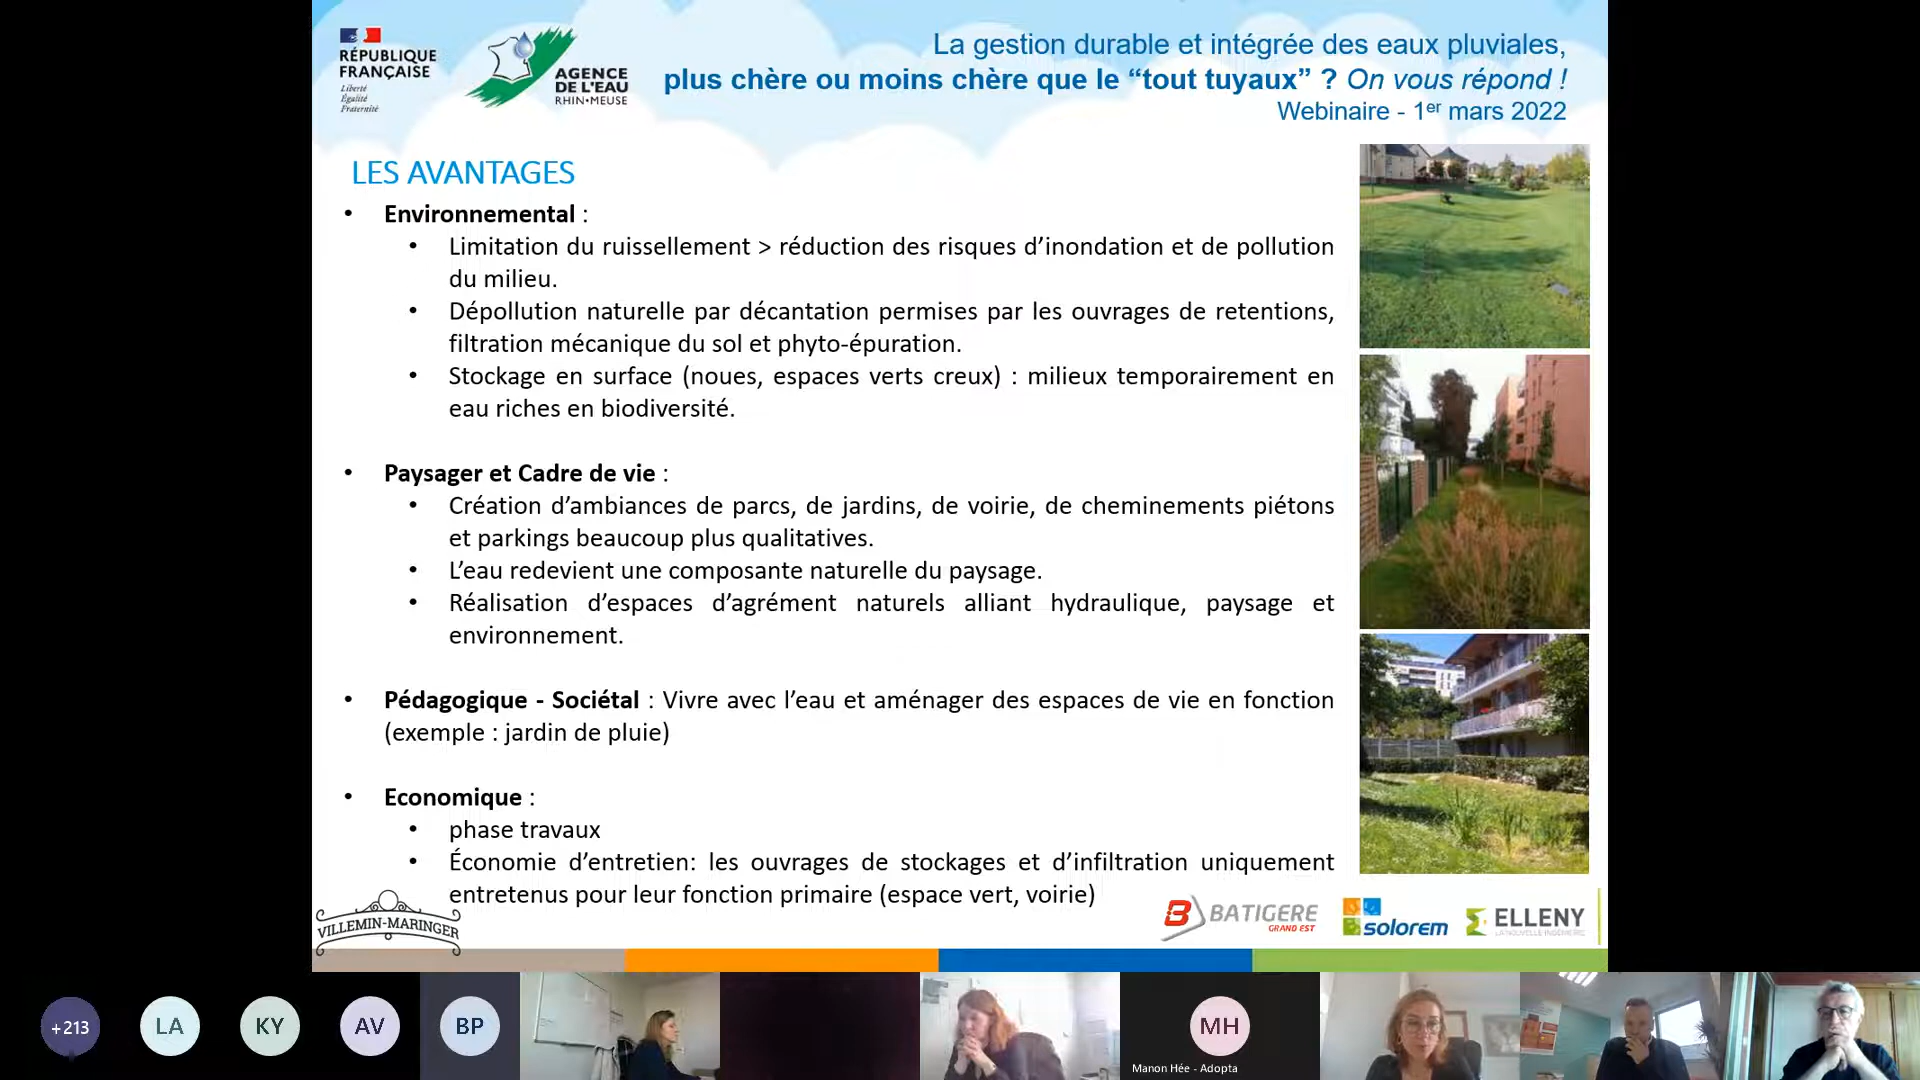 RÉPUBLIQUE
FRANÇAISE
Liberté
Égalité
Fraternité
AGENCE
DE L'EAU
RHIN•MEUSE
La gestion durable et intégrée des eaux pluviales,
plus chère ou moins chère que le “tout tuyaux” ? On vous répond !
Webinaire - 1er mars 2022
LES AVANTAGES
• Environnemental :
• Limitation du ruissellement > réduction des risques d’inondation et de pollution
du milieu.
• Dépollution naturelle par décantation permises par les ouvrages de retentions,
filtration mécanique du sol et phyto-épuration.
• Stockage en surface (noues, espaces verts creux) : milieux temporairement en
eau riches en biodiversité.
• Paysager et Cadre de vie :
• Création d’ambiances de parcs, de jardins, de voirie, de cheminements piétons
et parkings beaucoup plus qualitatives.
• L’eau redevient une composante naturelle du paysage.
• Réalisation d’espaces d’agrément naturels alliant hydraulique, paysage et
environnement.
• Pédagogique - Sociétal : Vivre avec l’eau et aménager des espaces de vie en fonction
(exemple : jardin de pluie)
• Economique :
• phase travaux
• Économie d’entretien: les ouvrages de stockages et d’infiltration uniquement
entretenus pour leur fonction primaire (espace vert, voirie)
VILLEMIN-MARINGER
BATIGERE
GRAND EST
solorem
ELLENY
LA NOUVELLE INGÉNIERIE
+213
LA
KY
AV
BP
MH
Manon Hée - Adopta